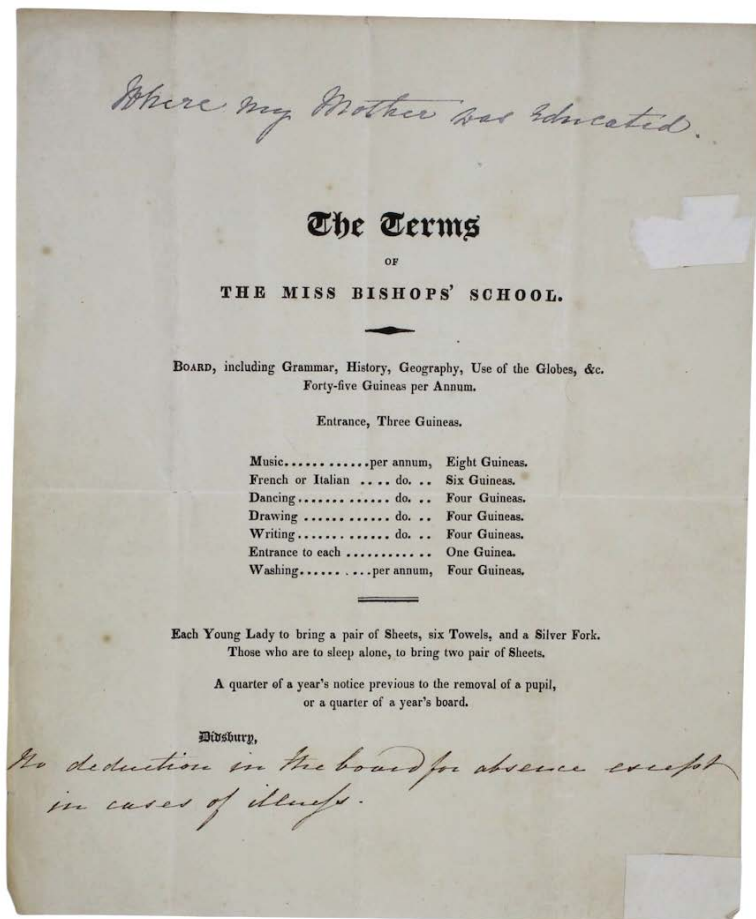 Where my Mother was Educated.
The Terms
OF
THE MISS BISHOPS' SCHOOL.
BOARD, including Grammar, History, Geography, Use of the Globes, &c.
Forty-five Guineas per Annum.
Entrance, Three Guineas.
Music............per annum, Eight Guineas.
French or Italian .... do. .. Six Guineas.
Dancing............. do. .. Four Guineas.
Drawing ............ do. .. Four Guineas.
Writing............. do. .. Four Guineas.
Entrance to each ............ One Guinea.
Washing...... ....per annum, Four Guineas.
Each Young Lady to bring a pair of Sheets, six Towels, and a Silver Fork.
Those who are to sleep alone, to bring two pair of Sheets.
A quarter of a year's notice previous to the removal of a pupil,
or a quarter of a year's board.
Didsbury,
No deduction in the board for absence except
in cases of illness.